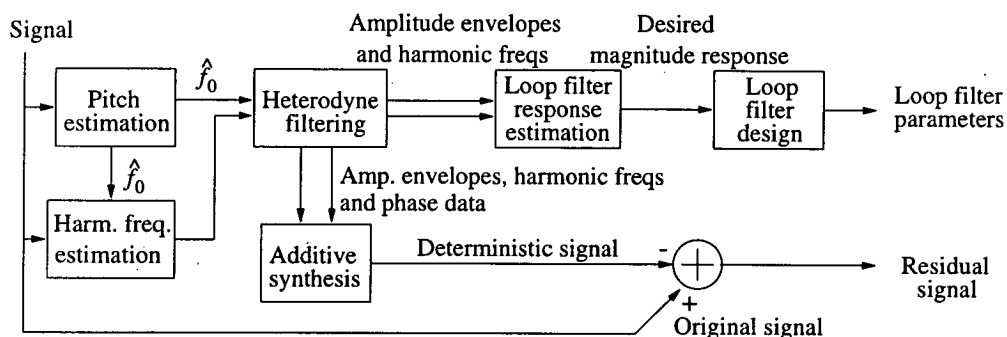 Signal
Amplitude envelopes
and harmonic freqs
Desired
magnitude response
Pitch
estimation
f̂0
Heterodyne
filtering
Loop filter
response
estimation
Loop
filter
design
Loop filter
parameters
f̂0
Harm. freq.
estimation
Amp. envelopes, harmonic freqs
and phase data
Additive
synthesis
Deterministic signal
-
+
Original signal
Residual
signal